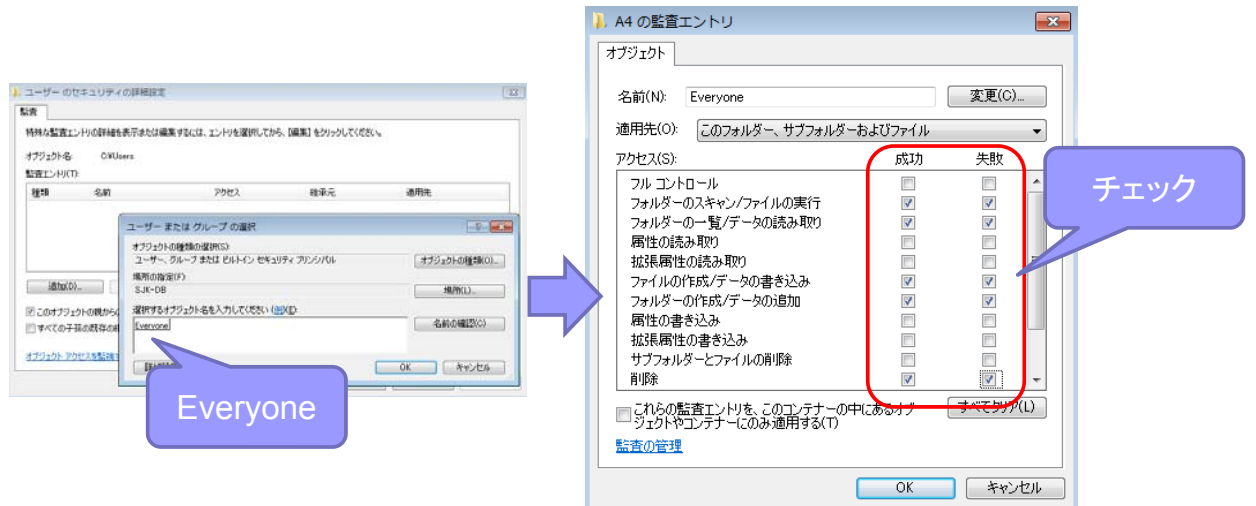 ユーザー のセキュリティの詳細設定
監査
特殊な監査エントリの詳細を表示または編集するには、エントリを選択してから、[編集] をクリックしてください。
オブジェクト名: C:¥Users
監査エントリ(T):
種類 名前 アクセス 継承元 適用先
追加(D)...
このオブジェクトの親から
すべての子孫の既存の
オブジェクト アクセスを監視
ユーザー または グループ の選択
オブジェクトの種類の選択(S):
ユーザー、グループ または ビルトイン セキュリティ プリンシパル
オブジェクトの種類(O)...
場所の指定(F):
SJK-DB
場所(L)...
選択するオブジェクト名を入力してください (例)(E):
Everyone
名前の確認(C)
OK
キャンセル
Everyone
A4 の監査エントリ
オブジェクト
名前(N): Everyone 変更(C)...
適用先(O): このフォルダー、サブフォルダーおよびファイル
アクセス(S): 成功 失敗
フル コントロール
フォルダーのスキャン/ファイルの実行
フォルダーの一覧/データの読み取り
属性の読み取り
拡張属性の読み取り
ファイルの作成/データの書き込み
フォルダーの作成/データの追加
属性の書き込み
拡張属性の書き込み
サブフォルダーとファイルの削除
削除
これらの監査エントリを、このコンテナーの中にあるオブ
ジェクトやコンテナーにのみ適用する(T)
すべてクリア(L)
監査の管理
OK
キャンセル
チェック